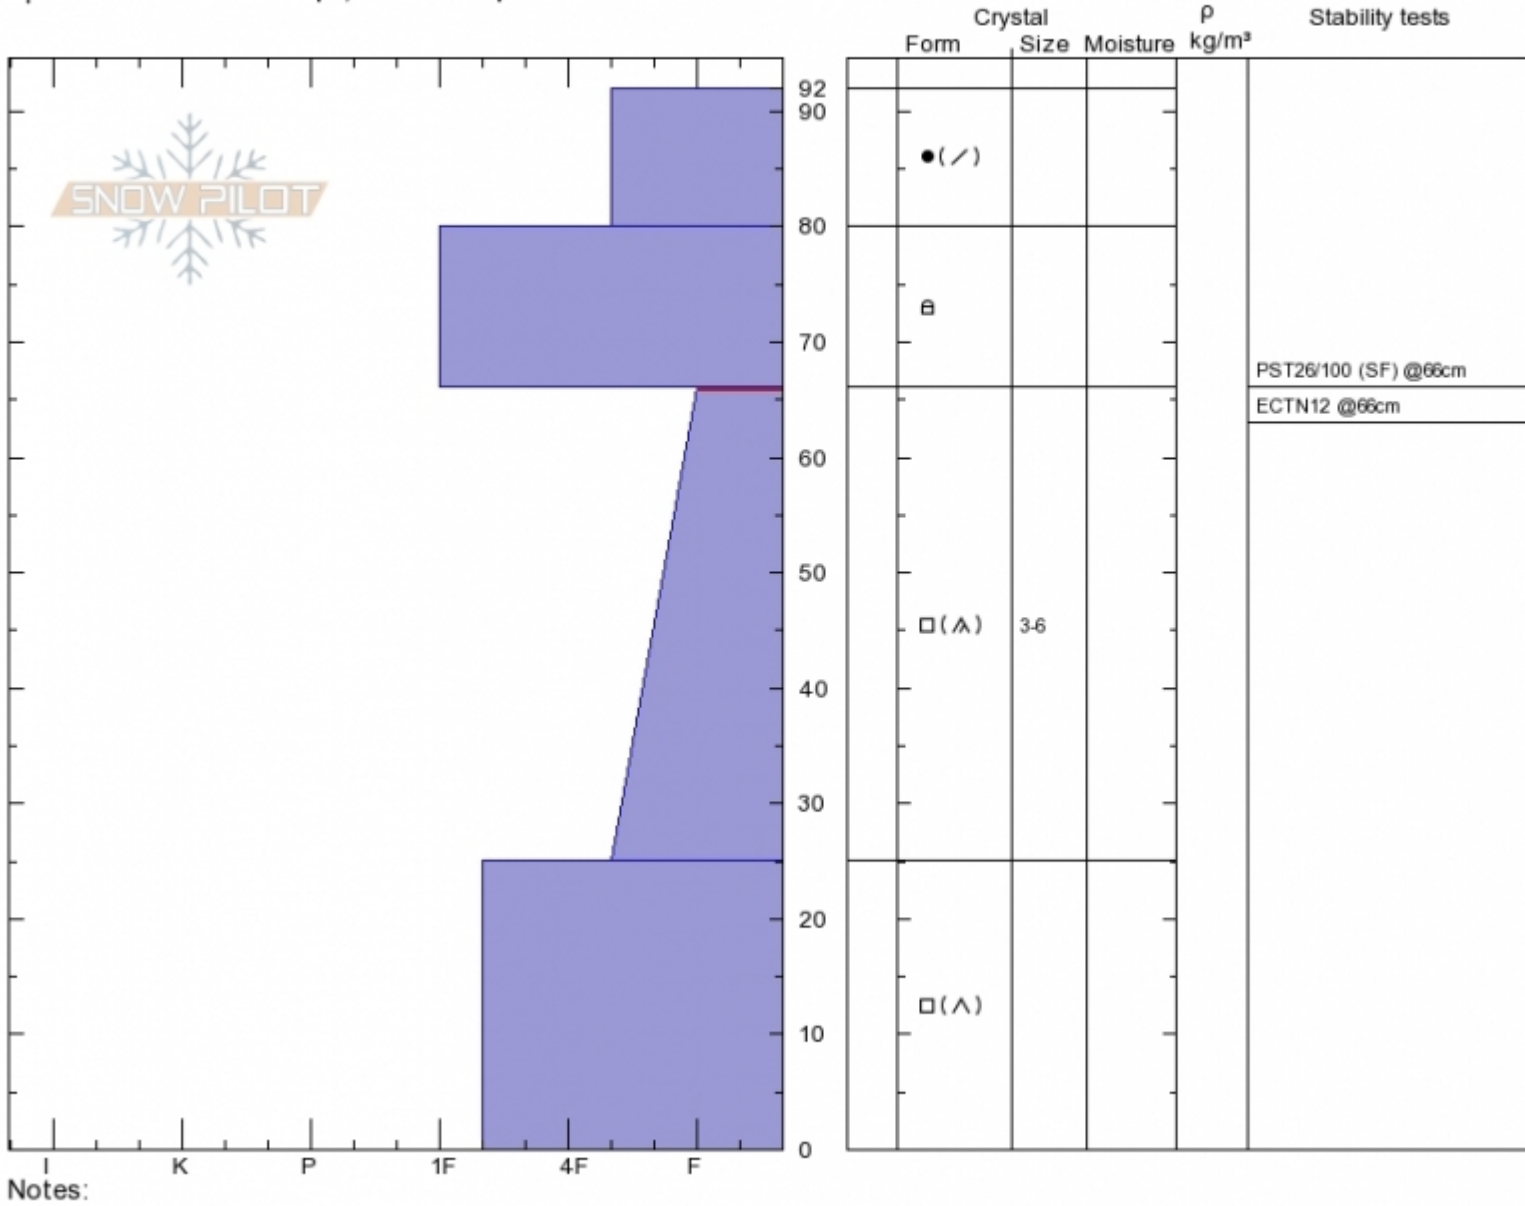 Crystal
ρ
Stability tests
Form Size Moisture kg/m³
92
90
SNOW PILOT
80
70
PST26/100 (SF) @66cm
ECTN12 @66cm
60
50
3-6
40
30
20
10
0
I K P 1F 4F F
Notes: